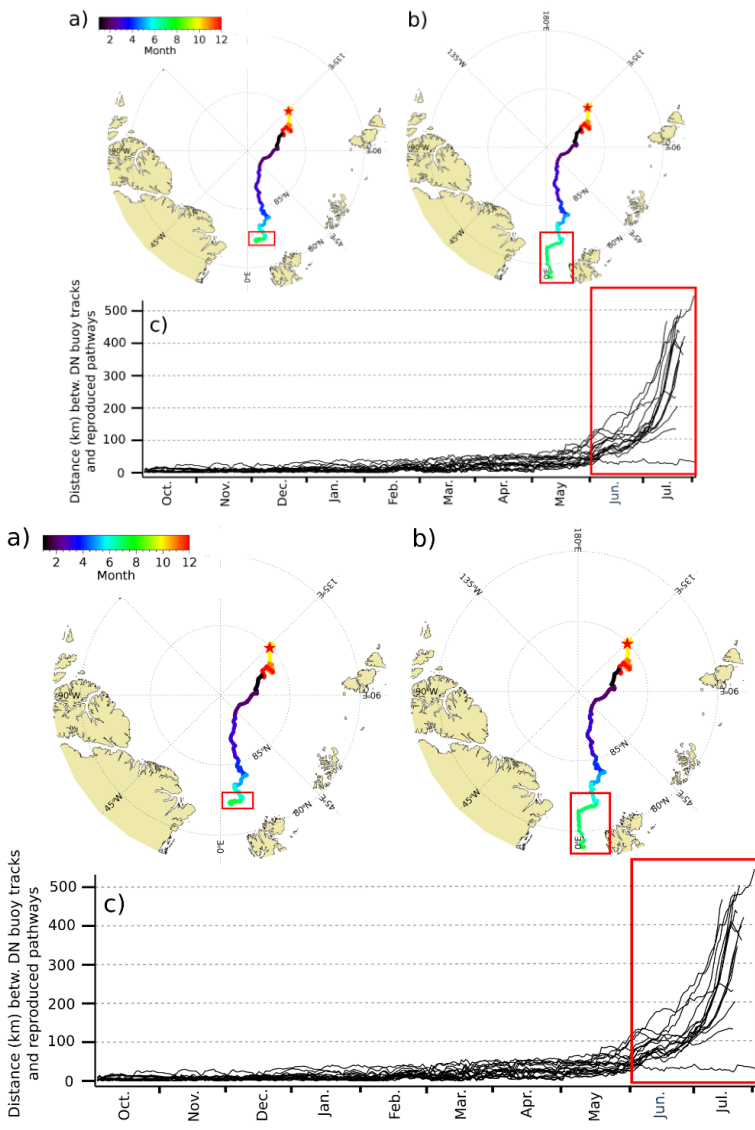 a)
2 4 6 8 10 12
Month
135°E
90°W
3.06
85°N
45°W
80°N
45°E
3.0
b)
180°E
135°W
135°E
90°W
3.06
85°N
45°W
80°N
45°E
0°E
c)
Distance (km) betw. DN buoy tracks
and reproduced pathways
500
400
300
200
100
0
Oct. Nov. Dec. Jan. Feb. Mar. Apr. May Jun. Jul.
a)
2 4 6 8 10 12
Month
135°E
90°W
90°E
85°N
45°W
80°N
45°E
0°E
b)
180°E
135°W
135°E
90°W
90°E
85°N
45°W
80°N
45°E
0°E
c)
Distance (km) betw. DN buoy tracks
and reproduced pathways
500
400
300
200
100
0
Oct. Nov. Dec. Jan. Feb. Mar. Apr. May Jun. Jul.